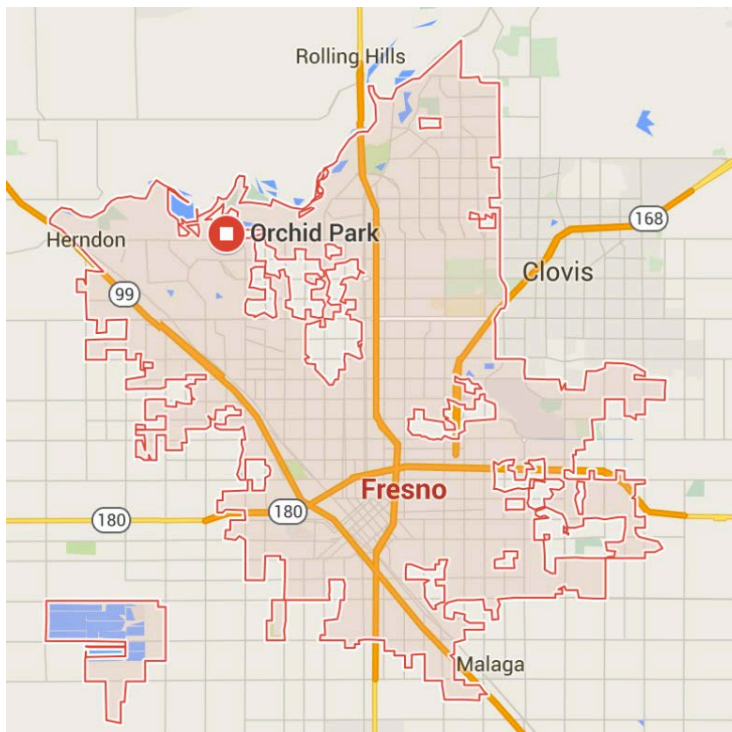 Rolling Hills
168
Orchid Park
Herndon
Clovis
99
Fresno
180
180
Malaga